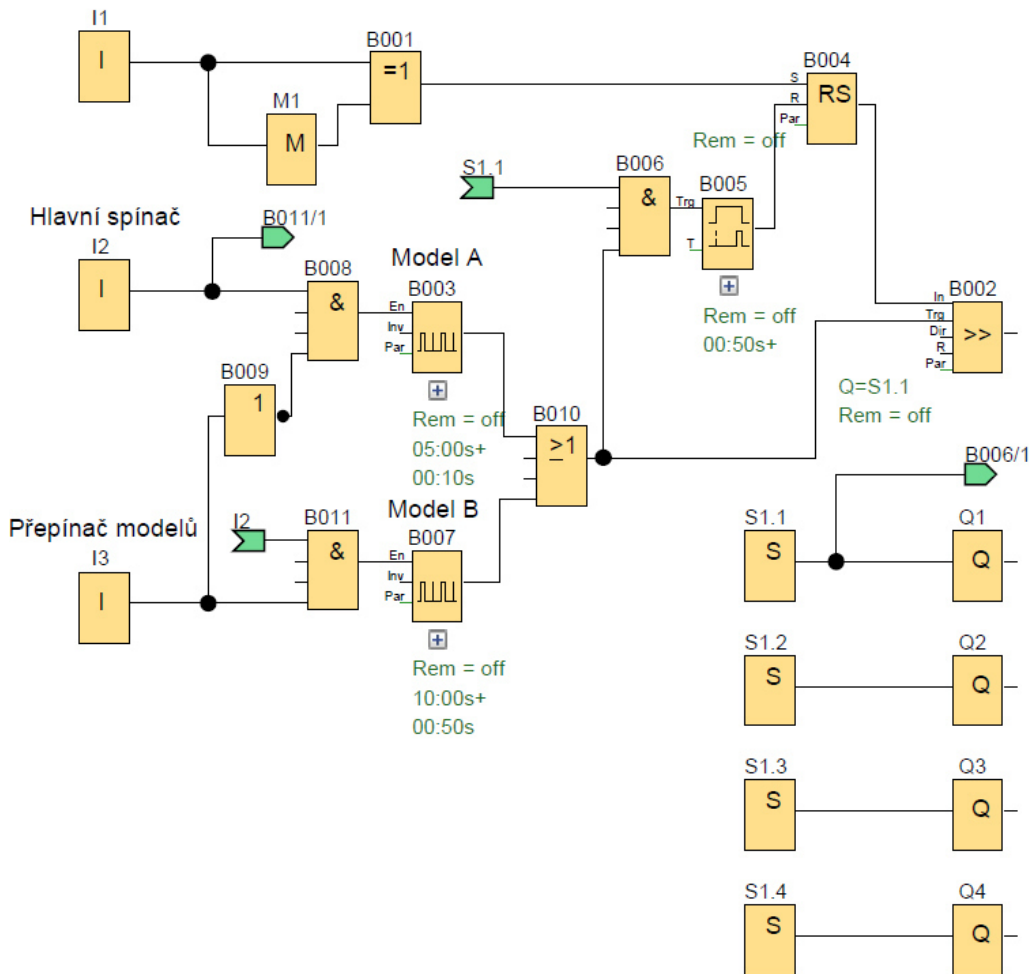 I1
I
B001
=1
M1
M
B004
S
R
Par
RS
Rem = off
S1.1
B006
&
B005
Trg
T
Rem = off
00:50s+
Hlavní spínač
B011/1
I2
I
B008
&
Model A
B003
En
Inv
Par
Rem = off
05:00s+
00:10s
B009
1
B010
>1
B002
In
Trg
Dir
R
Par
>>
Q=S1.1
Rem = off
B006/1
Přepínač modelů
I3
I
I2
B011
&
Model B
B007
En
Inv
Par
Rem = off
10:00s+
00:50s
S1.1
S
Q1
Q
S1.2
S
Q2
Q
S1.3
S
Q3
Q
S1.4
S
Q4
Q